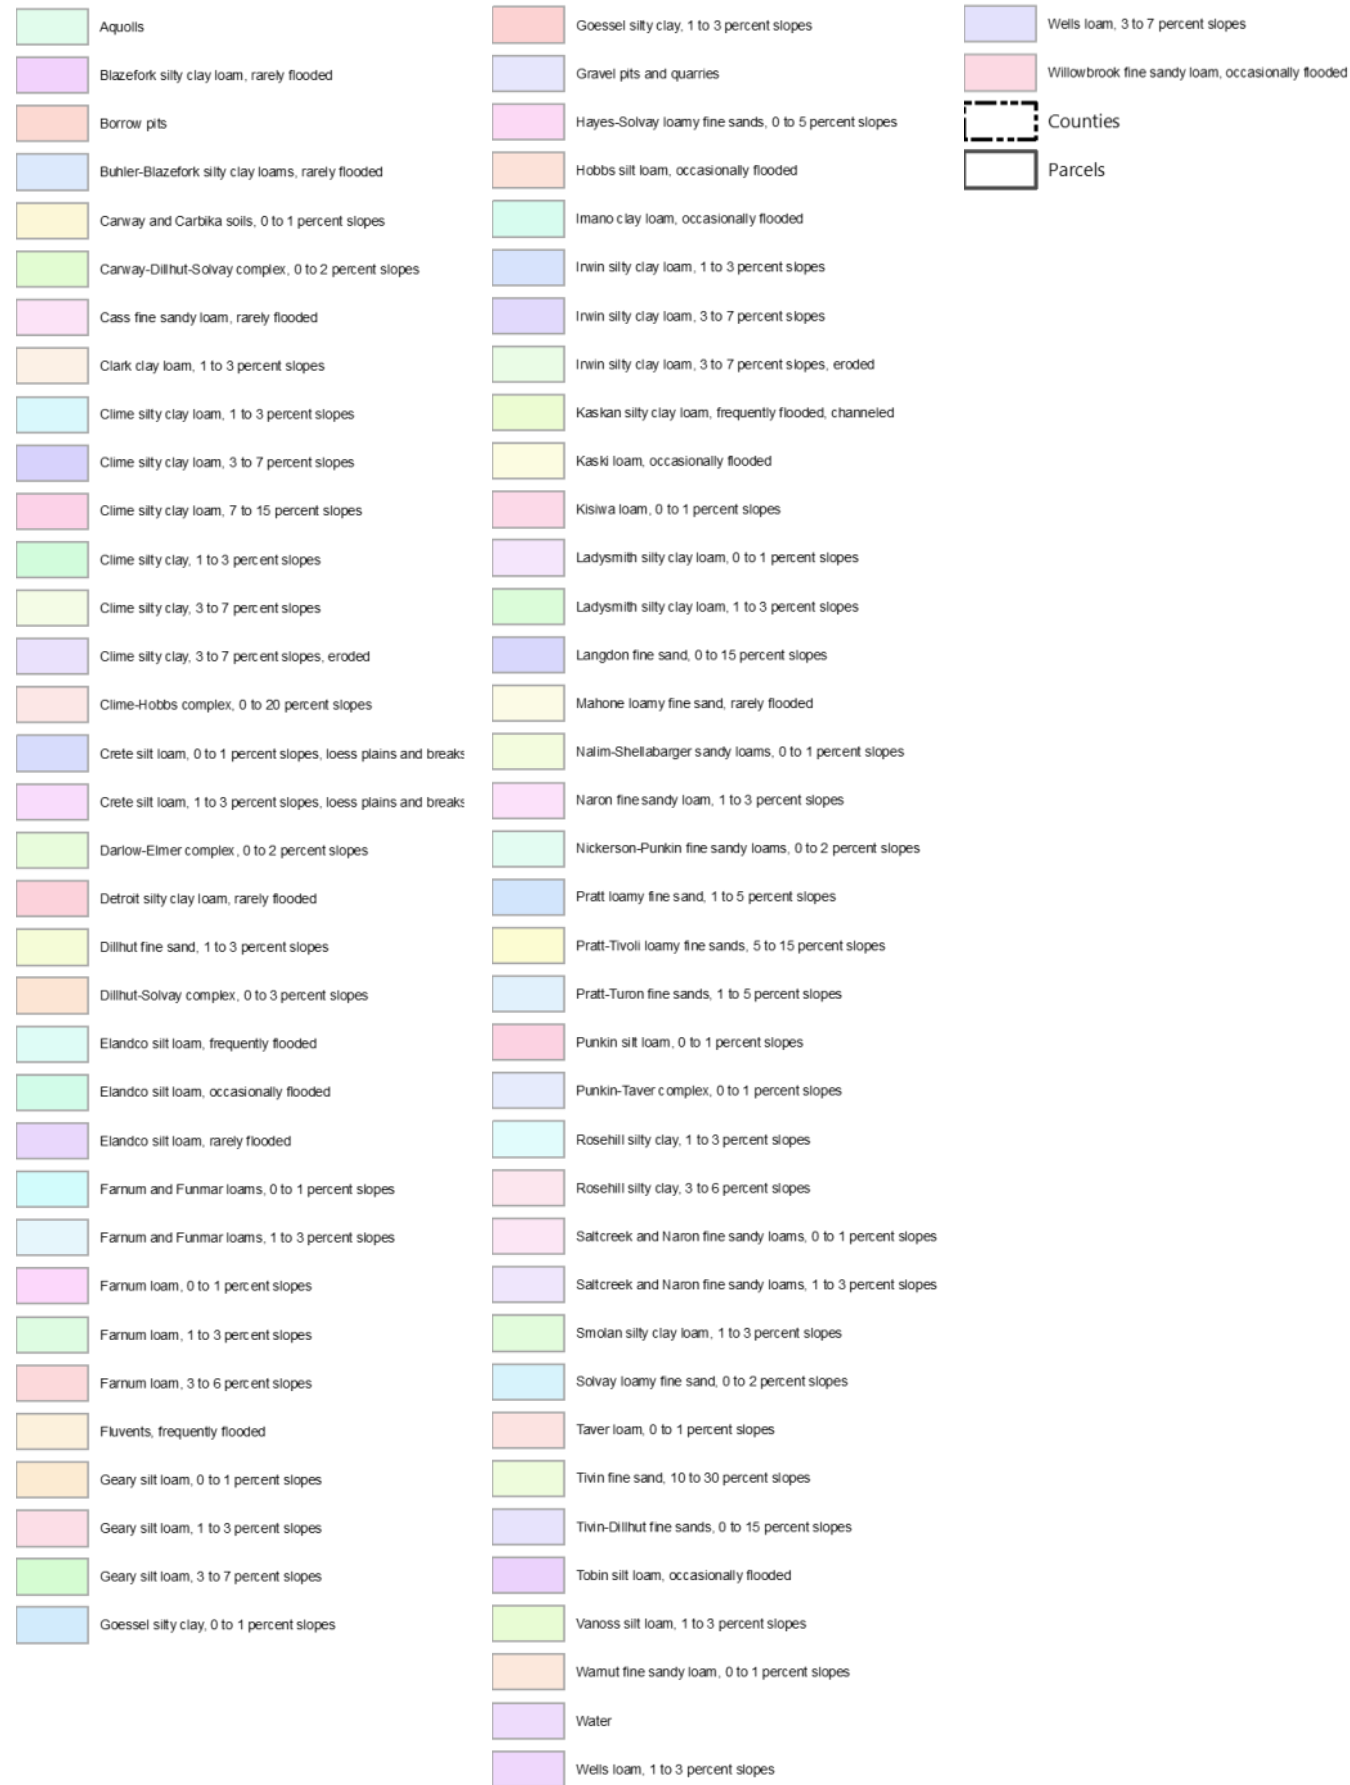 Aquolls
Blazefork silty clay loam, rarely flooded
Borrow pits
Buhler-Blazefork silty clay loams, rarely flooded
Carway and Carbika soils, 0 to 1 percent slopes
Carway-Dillhut-Solvay complex, 0 to 2 percent slopes
Cass fine sandy loam, rarely flooded
Clark clay loam, 1 to 3 percent slopes
Clime silty clay loam, 1 to 3 percent slopes
Clime silty clay loam, 3 to 7 percent slopes
Clime silty clay loam, 7 to 15 percent slopes
Clime silty clay, 1 to 3 percent slopes
Clime silty clay, 3 to 7 percent slopes
Clime silty clay, 3 to 7 percent slopes, eroded
Clime-Hobbs complex, 0 to 20 percent slopes
Crete silt loam, 0 to 1 percent slopes, loess plains and breaks
Crete silt loam, 1 to 3 percent slopes, loess plains and breaks
Darlow-Elmer complex, 0 to 2 percent slopes
Detroit silty clay loam, rarely flooded
Dillhut fine sand, 1 to 3 percent slopes
Dillhut-Solvay complex, 0 to 3 percent slopes
Elandco silt loam, frequently flooded
Elandco silt loam, occasionally flooded
Elandco silt loam, rarely flooded
Farnum and Funmar loams, 0 to 1 percent slopes
Farnum and Funmar loams, 1 to 3 percent slopes
Farnum loam, 0 to 1 percent slopes
Farnum loam, 1 to 3 percent slopes
Farnum loam, 3 to 6 percent slopes
Fluvents, frequently flooded
Geary silt loam, 0 to 1 percent slopes
Geary silt loam, 1 to 3 percent slopes
Geary silt loam, 3 to 7 percent slopes
Goessel silty clay, 0 to 1 percent slopes
Goessel silty clay, 1 to 3 percent slopes
Gravel pits and quarries
Hayes-Solvay loamy fine sands, 0 to 5 percent slopes
Hobbs silt loam, occasionally flooded
Imano clay loam, occasionally flooded
Irwin silty clay loam, 1 to 3 percent slopes
Irwin silty clay loam, 3 to 7 percent slopes
Irwin silty clay loam, 3 to 7 percent slopes, eroded
Kaskan silty clay loam, frequently flooded, channeled
Kaski loam, occasionally flooded
Kisiwa loam, 0 to 1 percent slopes
Ladysmith silty clay loam, 0 to 1 percent slopes
Ladysmith silty clay loam, 1 to 3 percent slopes
Langdon fine sand, 0 to 15 percent slopes
Mahone loamy fine sand, rarely flooded
Nalim-Shellabarger sandy loams, 0 to 1 percent slopes
Naron fine sandy loam, 1 to 3 percent slopes
Nickerson-Punkin fine sandy loams, 0 to 2 percent slopes
Pratt loamy fine sand, 1 to 5 percent slopes
Pratt-Tivoli loamy fine sands, 5 to 15 percent slopes
Pratt-Turon fine sands, 1 to 5 percent slopes
Punkin silt loam, 0 to 1 percent slopes
Punkin-Taver complex, 0 to 1 percent slopes
Rosehill silty clay, 1 to 3 percent slopes
Rosehill silty clay, 3 to 6 percent slopes
Saltcreek and Naron fine sandy loams, 0 to 1 percent slopes
Saltcreek and Naron fine sandy loams, 1 to 3 percent slopes
Smolan silty clay loam, 1 to 3 percent slopes
Solvay loamy fine sand, 0 to 2 percent slopes
Taver loam, 0 to 1 percent slopes
Tivin fine sand, 10 to 30 percent slopes
Tivin-Dillhut fine sands, 0 to 15 percent slopes
Tobin silt loam, occasionally flooded
Vanoss silt loam, 1 to 3 percent slopes
Warnut fine sandy loam, 0 to 1 percent slopes
Water
Wells loam, 1 to 3 percent slopes
Wells loam, 3 to 7 percent slopes
Willowbrook fine sandy loam, occasionally flooded
Counties
Parcels